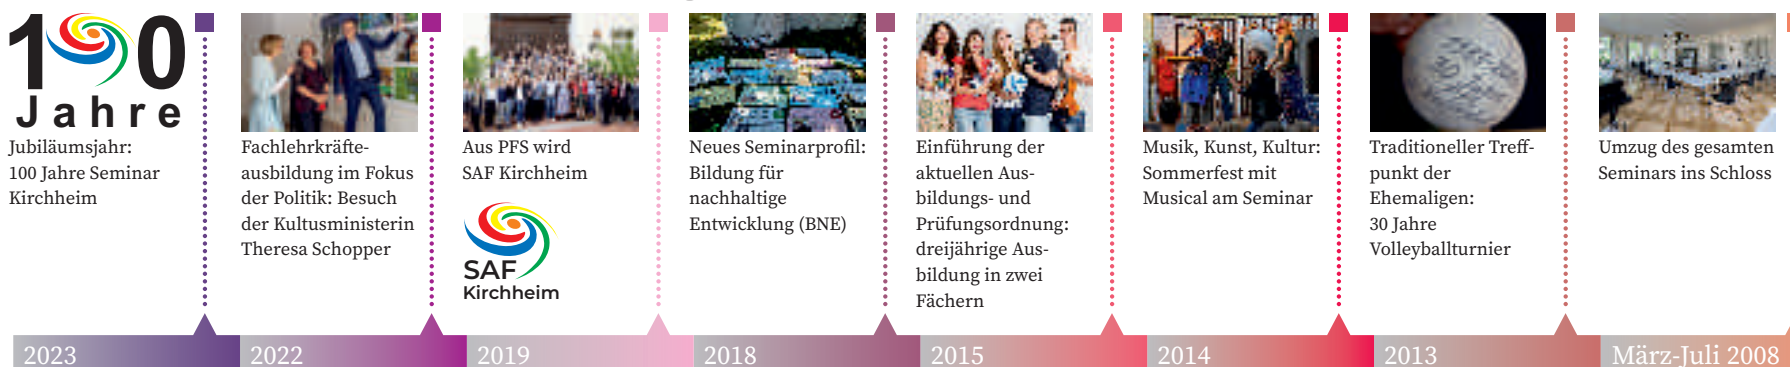 100
Jahre
Jubiläumsjahr:
100 Jahre Seminar
Kirchheim
2023
Fachlehrkräfte-
ausbildung im Fokus
der Politik: Besuch
der Kultusministerin
Theresa Schopper
2022
Aus PFS wird
SAF Kirchheim
SAF
Kirchheim
2019
Neues Seminarprofil:
Bildung für
nachhaltige
Entwicklung (BNE)
2018
Einführung der
aktuellen Aus-
bildungs- und
Prüfungsordnung:
dreijährige Aus-
bildung in zwei
Fächern
2015
Musik, Kunst, Kultur:
Sommerfest mit
Musical am Seminar
2014
Traditioneller Treff-
punkt der
Ehemaligen:
30 Jahre
Volleyballturnier
2013
Umzug des gesamten
Seminars ins Schloss
März-Juli 2008